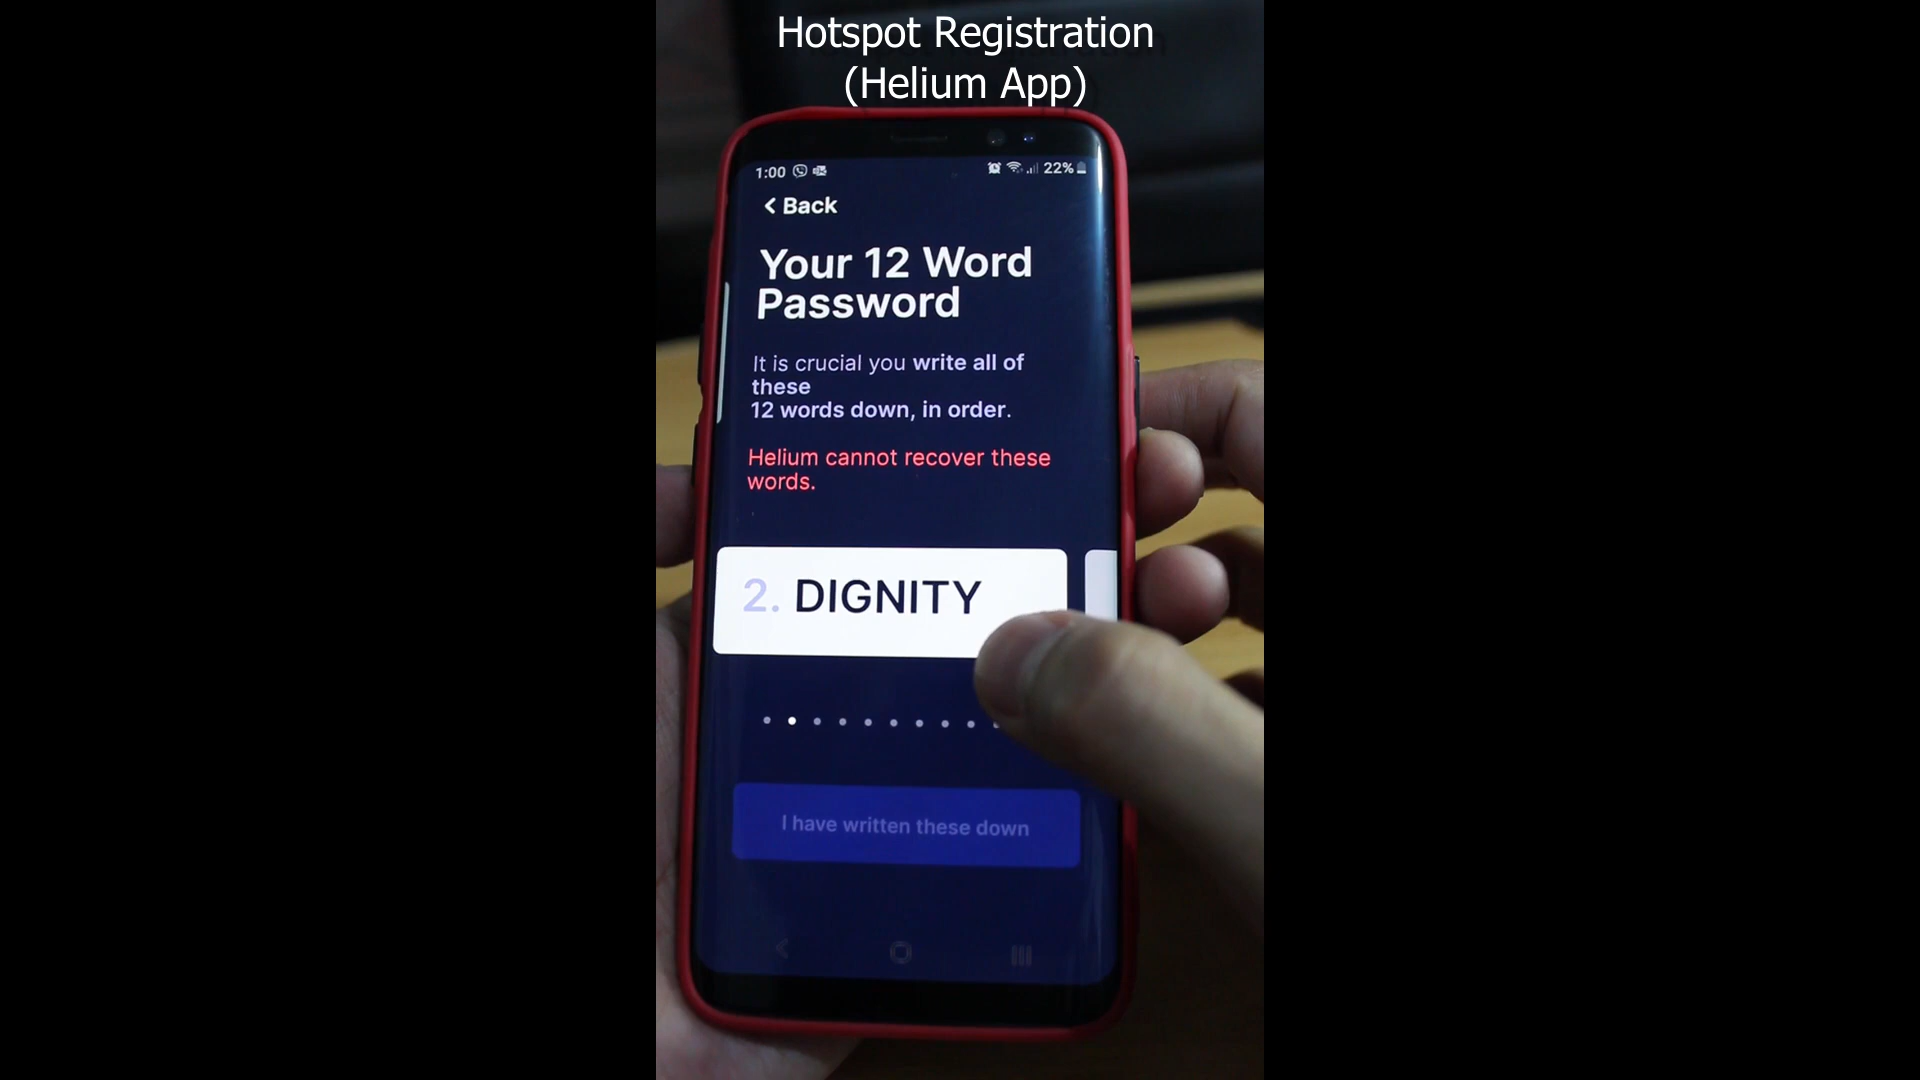 Hotspot Registration
(Helium App)
1:00
22%
< Back
Your 12 Word
Password
It is crucial you write all of
these
12 words down, in order.
Helium cannot recover these
words.
2. DIGNITY
I have written these down